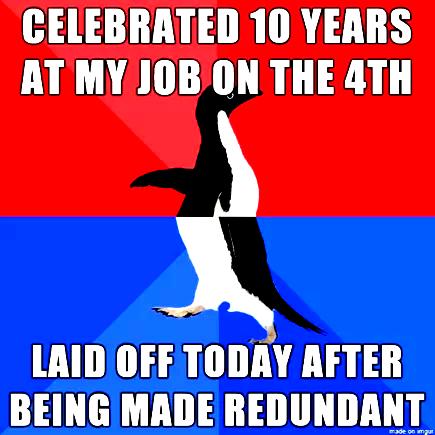 CELEBRATED 10 YEARS
AT MY JOB ON THE 4TH
LAID OFF TODAY AFTER
BEING MADE REDUNDANT
made on imgur